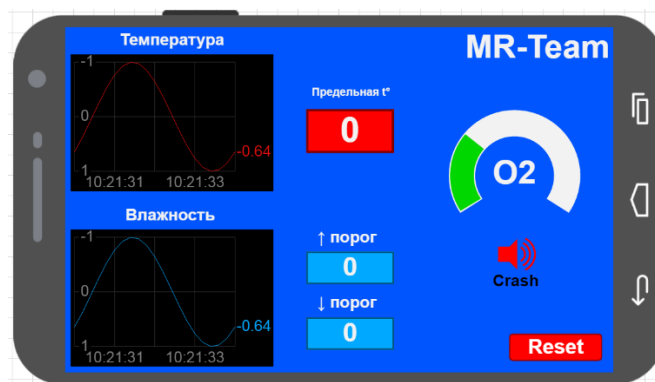 Температура
MR-Team
-1
0
1
10:21:31
10:21:33
-0.64
Предельная t°
0
O2
Влажность
-1
0
1
10:21:31
10:21:33
-0.64
↑ порог
0
↓ порог
0
Crash
Reset